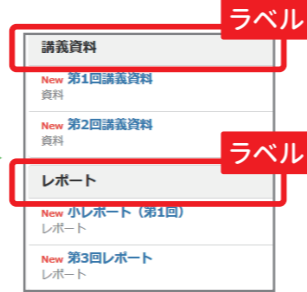 ラベル
講義資料
New 第1回講義資料
資料
New 第2回講義資料
資料
ラベル
レポート
New 小レポート（第1回）
レポート
New 第3回レポート
レポート